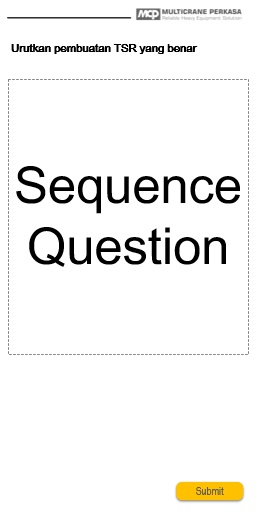 MCP MULTICRANE PERKASA
Reliable Heavy Equipment Solution
Urutkan pembuatan TSR yang benar
Sequence
Question
Submit